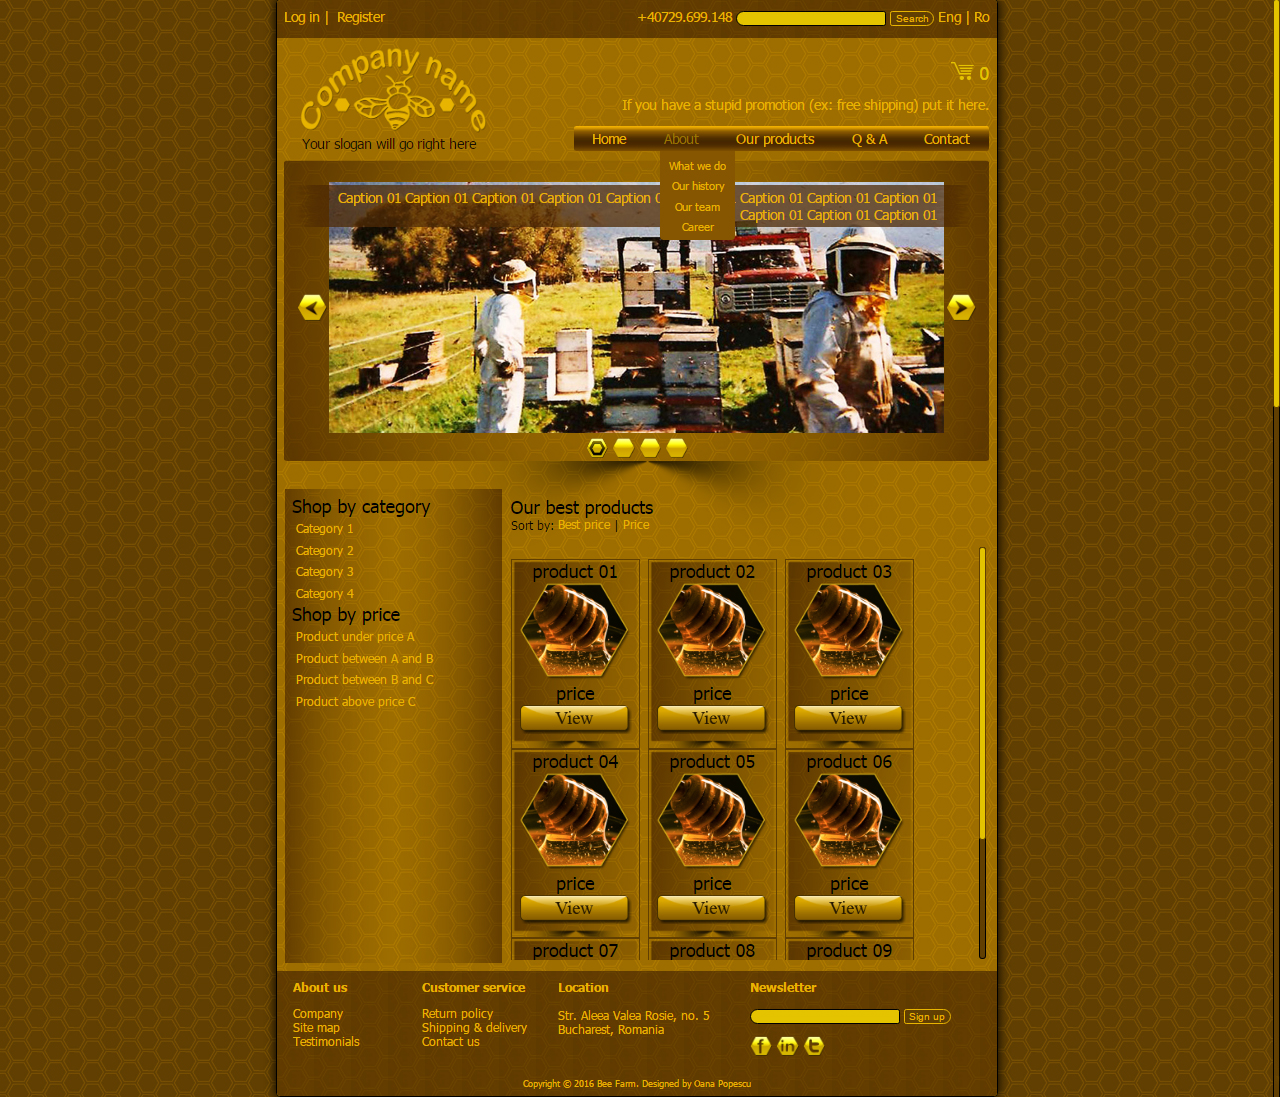 Log in | Register
+40729.699.148 Search Eng | Ro
Company name
Your slogan will go right here
0
If you have a stupid promotion (ex: free shipping) put it here.
Home About Our products Q & A Contact
What we do
Our history
Our team
Career
Caption 01 Caption 01 Caption 01 Caption 01 Caption Caption 01 Caption 01 Caption 01
Caption 01 Caption 01 Caption 01
Shop by category
Category 1
Category 2
Category 3
Category 4
Shop by price
Product under price A
Product between A and B
Product between B and C
Product above price C
Our best products
Sort by: Best price | Price
product 01 product 02 product 03
price price price
View View View
product 04 product 05 product 06
price price price
View View View
product 07 product 08 product 09
About us
Company
Site map
Testimonials
Customer service
Return policy
Shipping & delivery
Contact us
Location
Str. Aleea Valea Rosie, no. 5
Bucharest, Romania
Newsletter
Sign up
f in t
Copyright © 2016 Bee Farm. Designed by Oana Popescu